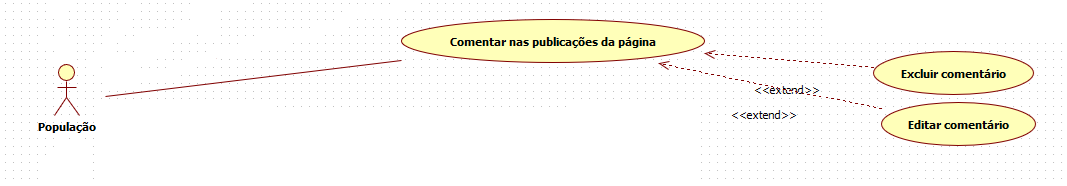 Comentar nas publicações da página
Excluir comentário
<<extend>>
Editar comentário
<<extend>>
População